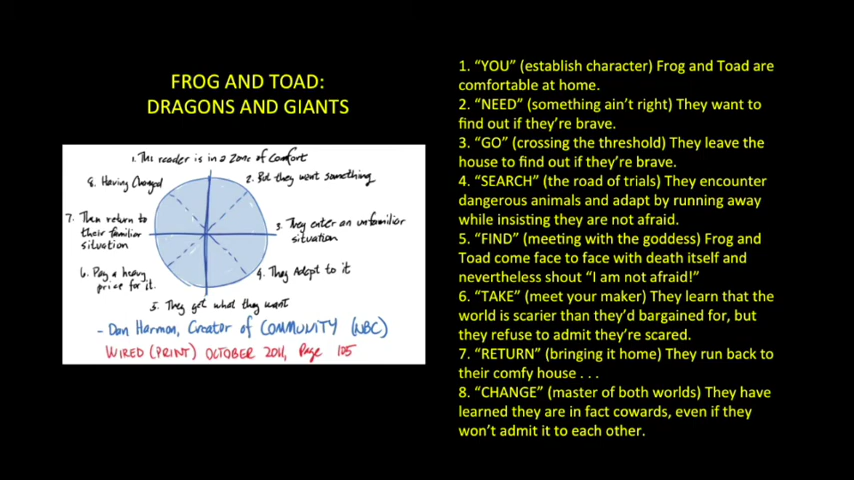 FROG AND TOAD:
DRAGONS AND GIANTS
1. This reader is in a zone of comfort
8. Having Changed
2. But they want something
7. Then return to
their familiar
situation
3. They enter an unfamiliar
situation
6. Pay a heavy
price for it.
4. They Adapt to it
5. They get what they want
- Dan Harmon, Creator of COMMUNITY (NBC)
WIRED (PRINT) OCTOBER 2011, Page 105
1. “YOU” (establish character) Frog and Toad are
comfortable at home.
2. “NEED” (something ain’t right) They want to
find out if they’re brave.
3. “GO” (crossing the threshold) They leave the
house to find out if they’re brave.
4. “SEARCH” (the road of trials) They encounter
dangerous animals and adapt by running away
while insisting they are not afraid.
5. “FIND” (meeting with the goddess) Frog and
Toad come face to face with death itself and
nevertheless shout “I am not afraid!”
6. “TAKE” (meet your maker) They learn that the
world is scarier than they’d bargained for, but
they refuse to admit they’re scared.
7. “RETURN” (bringing it home) They run back to
their comfy house . . .
8. “CHANGE” (master of both worlds) They have
learned they are in fact cowards, even if they
won’t admit it to each other.